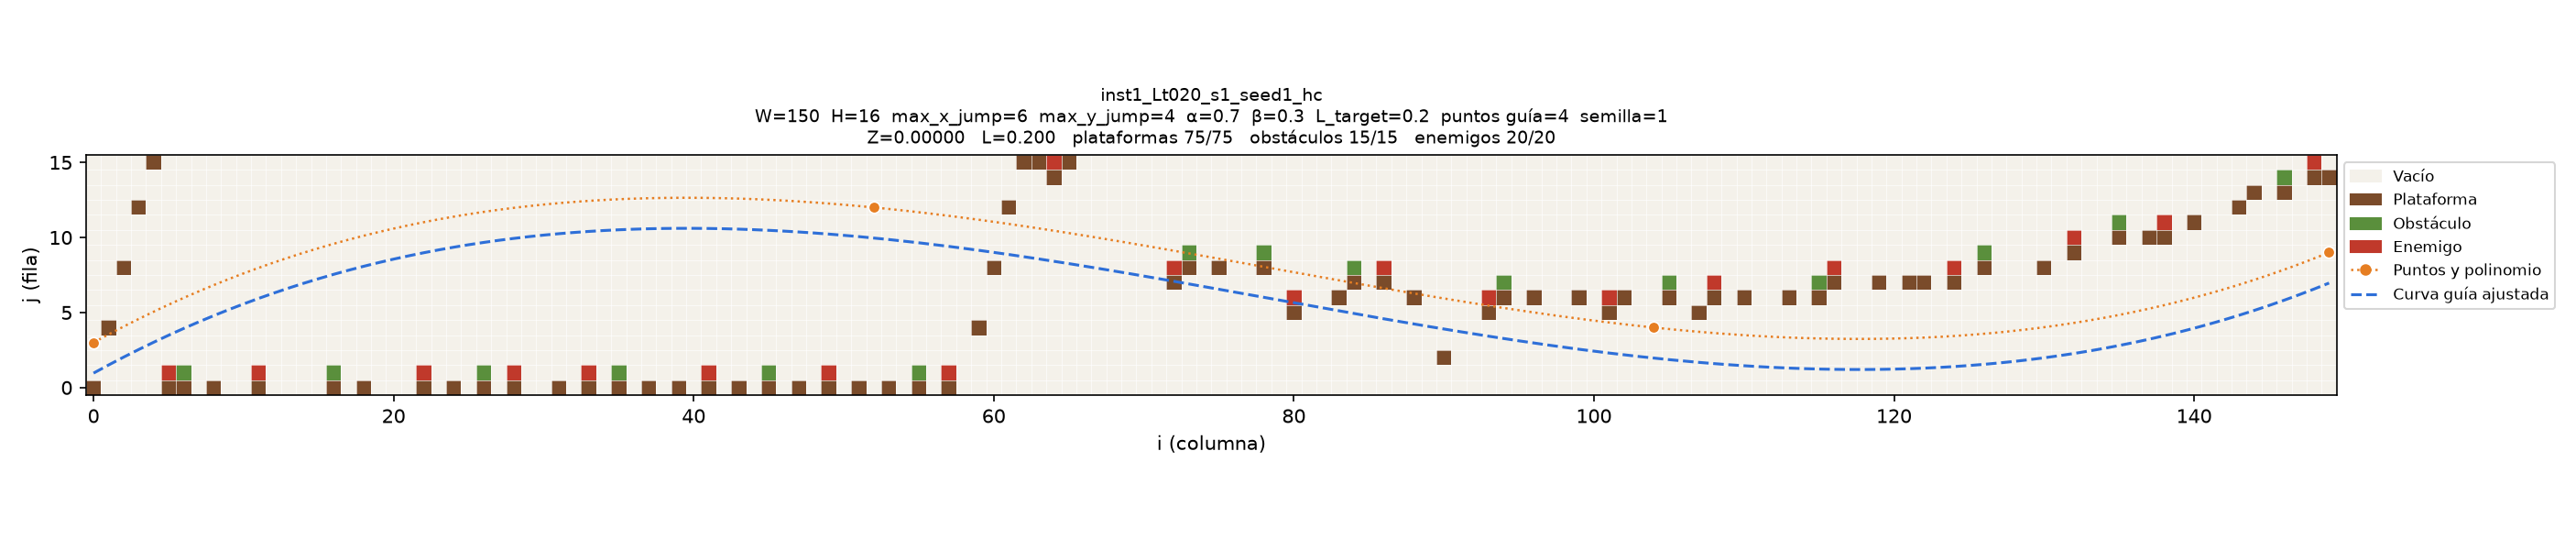 inst1_Lt020_s1_seed1_hc
W=150 H=16 max_x_jump=6 max_y_jump=4 α=0.7 β=0.3 L_target=0.2 puntos guía=4 semilla=1
Z=0.00000 L=0.200 plataformas 75/75 obstáculos 15/15 enemigos 20/20
15
10
5
0
j (fila)
0 20 40 60 80 100 120 140
i (columna)
Vacío
Plataforma
Obstáculo
Enemigo
Puntos y polinomio
Curva guía ajustada